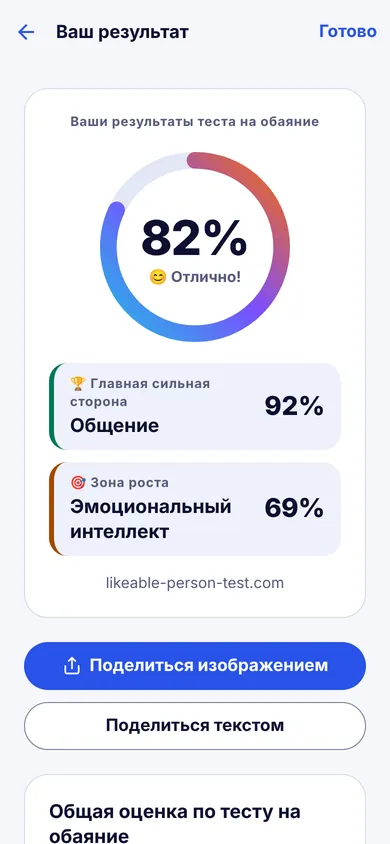 Ваш результат
Готово
Ваши результаты теста на обаяние
82%
😊 Отлично!
🏆 Главная сильная
сторона
Общение
92%
🎯 Зона роста
Эмоциональный
интеллект
69%
likeable-person-test.com
Поделиться изображением
Поделиться текстом
Общая оценка по тесту на
обаяние